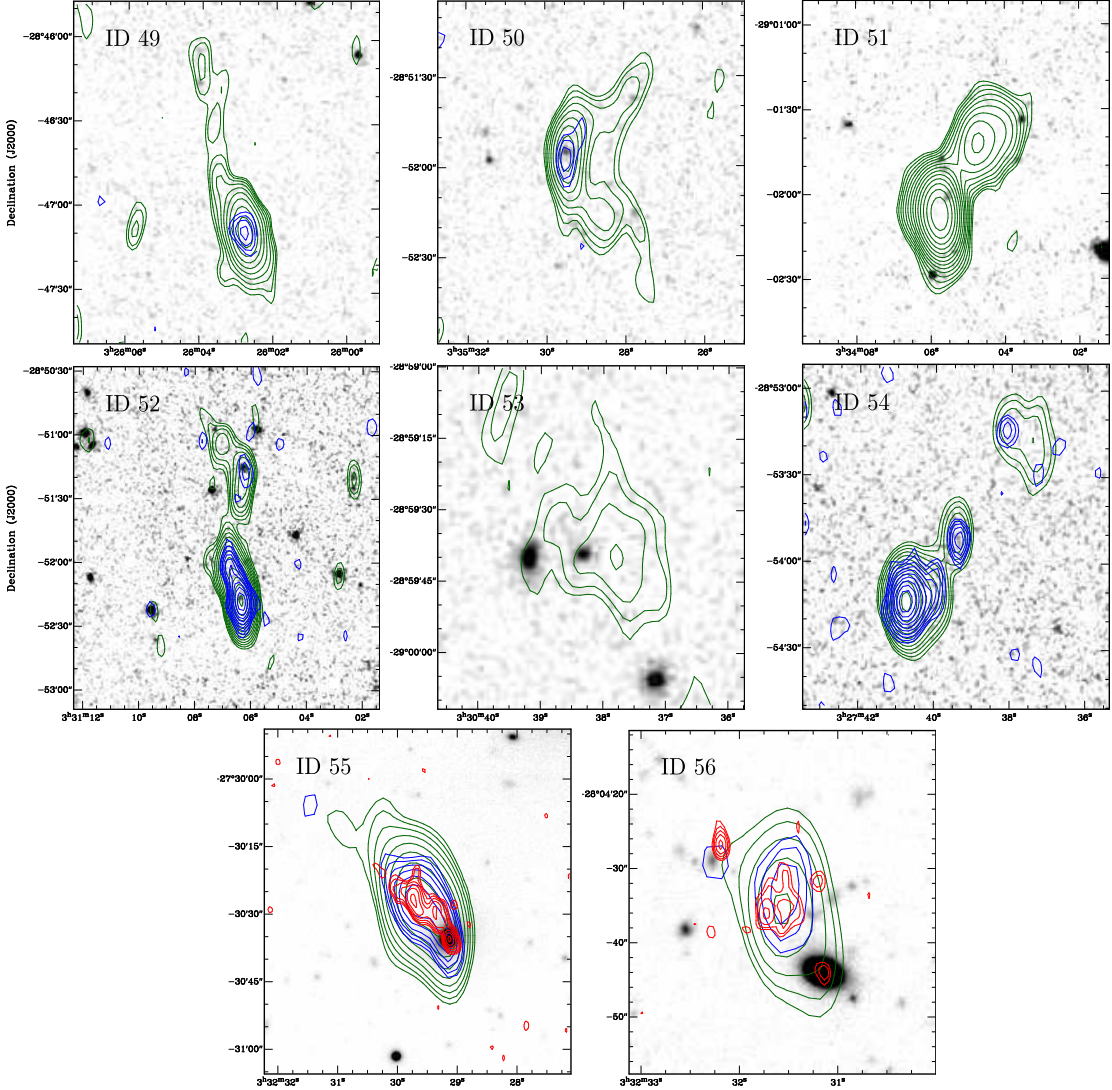 ID 49
ID 50
ID 51
Declination (J2000)
-28°46'00"
-46'30"
-47'00"
-47'30"
3ʰ26ᵐ06ˢ
26ᵐ04ˢ
26ᵐ02ˢ
26ᵐ00ˢ
-28°51'30"
-52'00"
-52'30"
3ʰ35ᵐ32ˢ
30ˢ
28ˢ
26ˢ
-29°01'00"
-01'30"
-02'00"
-02'30"
3ʰ34ᵐ08ˢ
06ˢ
04ˢ
02ˢ
ID 52
ID 53
ID 54
Declination (J2000)
-28°50'30"
-51'00"
-51'30"
-52'00"
-52'30"
-53'00"
3ʰ31ᵐ12ˢ
10ˢ
08ˢ
06ˢ
04ˢ
02ˢ
-28°59'00"
-28°59'15"
-28°59'30"
-28°59'45"
-29°00'00"
3ʰ30ᵐ40ˢ
39ˢ
38ˢ
37ˢ
36ˢ
-28°53'00"
-53'30"
-54'00"
-54'30"
3ʰ27ᵐ42ˢ
40ˢ
38ˢ
36ˢ
ID 55
ID 56
-27°30'00"
-30'15"
-30'30"
-30'45"
-31'00"
3ʰ32ᵐ32ˢ
31ˢ
30ˢ
29ˢ
28ˢ
-28°04'20"
-30"
-40"
-50"
3ʰ32ᵐ33ˢ
32ˢ
31ˢ
30ˢ